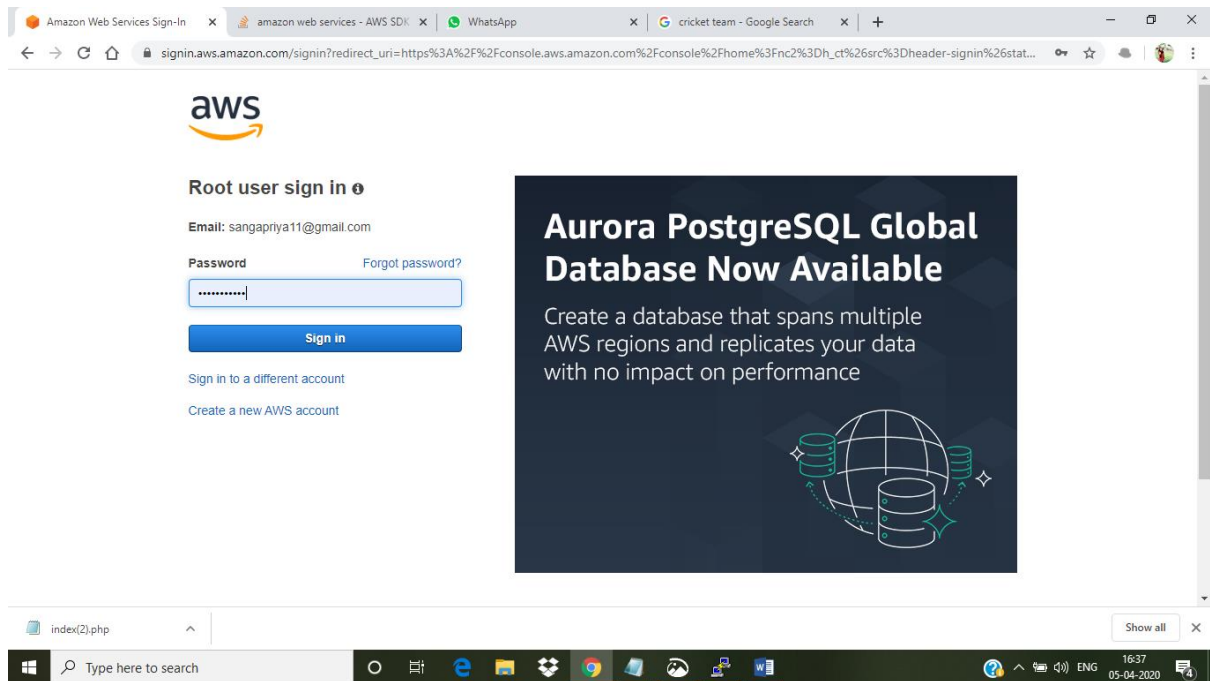 Amazon Web Services Sign-In
amazon web services - AWS SDK
WhatsApp
cricket team - Google Search
signin.aws.amazon.com/signin?redirect_uri=https%3A%2F%2Fconsole.aws.amazon.com%2Fconsole%2Fhome%3Fnc2%3Dh_ct%26src%3Dheader-signin%26stat...
aws
Root user sign in
Email: sangapriya11@gmail.com
Password
Forgot password?
Sign in
Sign in to a different account
Create a new AWS account
Aurora PostgreSQL Global
Database Now Available
Create a database that spans multiple
AWS regions and replicates your data
with no impact on performance
index(2).php
Show all
Type here to search
ENG
16:37
05-04-2020
4